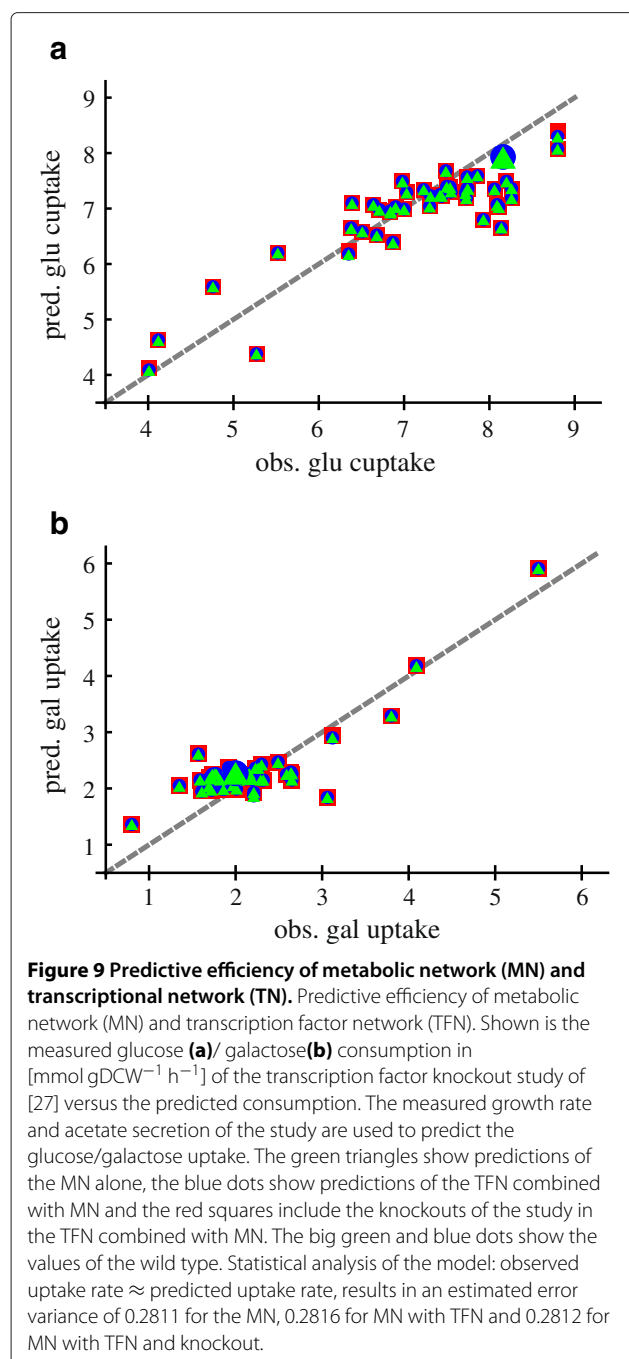 a
9
8
7
6
5
4
pred. glu cuptake
4 5 6 7 8 9
obs. glu cuptake
b
6
5
4
3
2
1
pred. gal uptake
1 2 3 4 5 6
obs. gal uptake
Figure 9 Predictive efficiency of metabolic network (MN) and
transcriptional network (TN). Predictive efficiency of metabolic
network (MN) and transcription factor network (TFN). Shown is the
measured glucose (a)/ galactose(b) consumption in
[mmol gDCW−1 h−1] of the transcription factor knockout study of
[27] versus the predicted consumption. The measured growth rate
and acetate secretion of the study are used to predict the
glucose/galactose uptake. The green triangles show predictions of
the MN alone, the blue dots show predictions of the TFN combined
with MN and the red squares include the knockouts of the study in
the TFN combined with MN. The big green and blue dots show the
values of the wild type. Statistical analysis of the model: observed
uptake rate ≈ predicted uptake rate, results in an estimated error
variance of 0.2811 for the MN, 0.2816 for MN with TFN and 0.2812 for
MN with TFN and knockout.